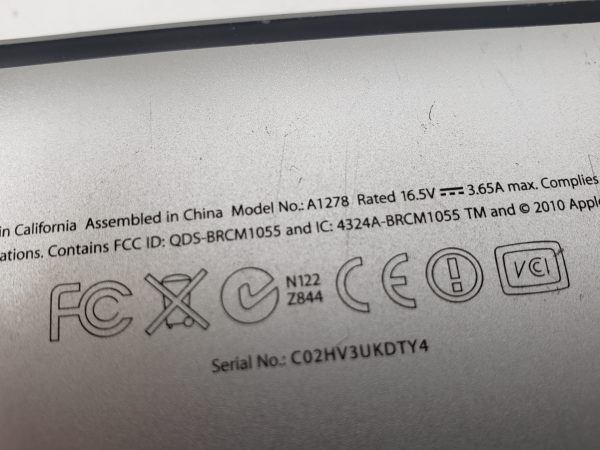 in California Assembled in China Model No.: A1278 Rated 16.5V 3.65A max. Complies
ations. Contains FCC ID: QDS-BRCM1055 and IC: 4324A-BRCM1055 TM and © 2010 Apple
FC N122 CE VCI
Z844
Serial No.: C02HV3UKDTY4